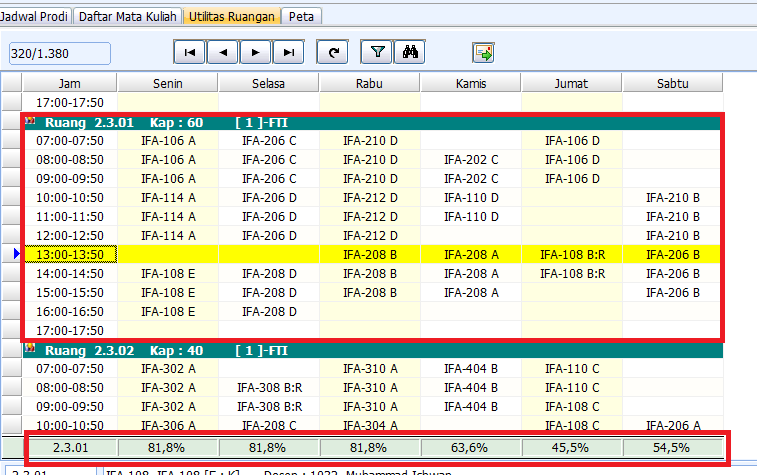 Jadwal Prodi Daftar Mata Kuliah Utilitas Ruangan Peta
320/1.380
Jam Senin Selasa Rabu Kamis Jumat Sabtu
17:00-17:50
Ruang 2.3.01 Kap : 60 [ 1 ]-FTI
07:00-07:50 IFA-106 A IFA-206 C IFA-210 D IFA-106 D
08:00-08:50 IFA-106 A IFA-206 C IFA-210 D IFA-202 C IFA-106 D
09:00-09:50 IFA-106 A IFA-206 C IFA-210 D IFA-202 C IFA-106 D
10:00-10:50 IFA-114 A IFA-206 D IFA-212 D IFA-110 D IFA-210 B
11:00-11:50 IFA-114 A IFA-206 D IFA-212 D IFA-110 D IFA-210 B
12:00-12:50 IFA-114 A IFA-206 D IFA-212 D IFA-210 B
13:00-13:50 IFA-208 B IFA-208 A IFA-108 B:R IFA-206 B
14:00-14:50 IFA-108 E IFA-208 D IFA-208 B IFA-208 A IFA-108 B:R IFA-206 B
15:00-15:50 IFA-108 E IFA-208 D IFA-208 B IFA-208 A IFA-206 B
16:00-16:50 IFA-108 E IFA-208 D
17:00-17:50
Ruang 2.3.02 Kap : 40 [ 1 ]-FTI
07:00-07:50 IFA-302 A IFA-310 A IFA-404 B IFA-110 C
08:00-08:50 IFA-302 A IFA-308 B:R IFA-310 A IFA-404 B IFA-110 C
09:00-09:50 IFA-302 A IFA-308 B:R IFA-310 A IFA-404 B IFA-108 C
10:00-10:50 IFA-306 A IFA-208 C IFA-304 A IFA-108 C IFA-206 A
2.3.01 81,8% 81,8% 81,8% 63,6% 45,5% 54,5%
2.3.01 IFA-108 IFA-108 [E : K] Dosen : 1032 Muhammad Ichwan